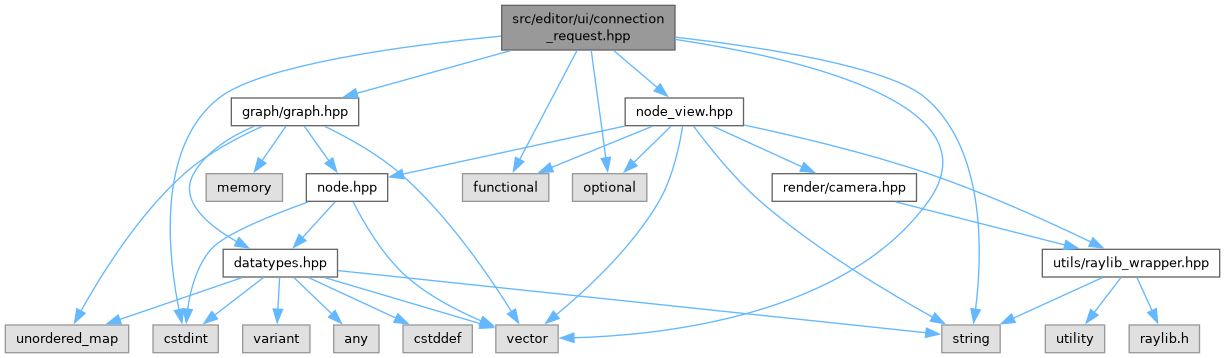 src/editor/ui/connection
_request.hpp
graph/graph.hpp
node_view.hpp
memory
node.hpp
functional
optional
render/camera.hpp
datatypes.hpp
utils/raylib_wrapper.hpp
unordered_map
cstdint
variant
any
cstddef
vector
string
utility
raylib.h